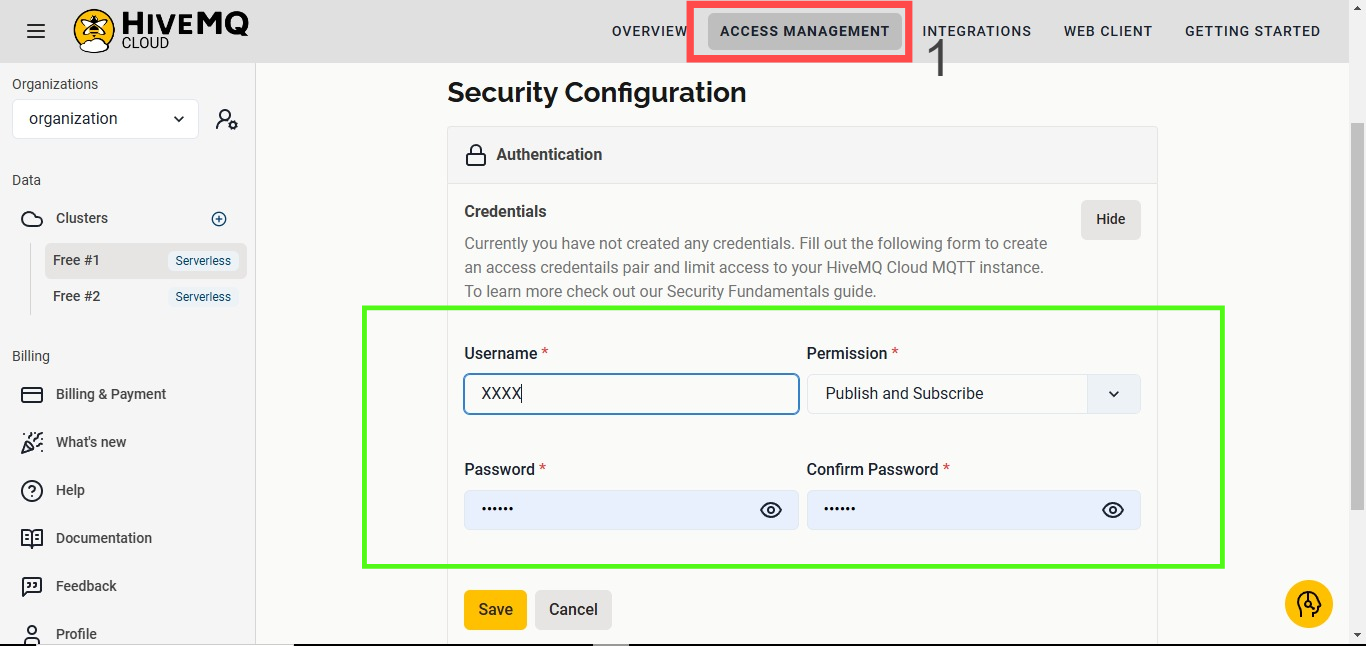 HIVEMQ
CLOUD
OVERVIEW
ACCESS MANAGEMENT
INTEGRATIONS
WEB CLIENT
GETTING STARTED
1
Organizations
organization
Data
Clusters
Free #1 Serverless
Free #2 Serverless
Billing
Billing & Payment
What's new
Help
Documentation
Feedback
Profile
Security Configuration
Authentication
Credentials
Hide
Currently you have not created any credentials. Fill out the following form to create
an access credentails pair and limit access to your HiveMQ Cloud MQTT instance.
To learn more check out our Security Fundamentals guide.
Username *
XXXX
Permission *
Publish and Subscribe
Password *
••••••
Confirm Password *
••••••
Save
Cancel